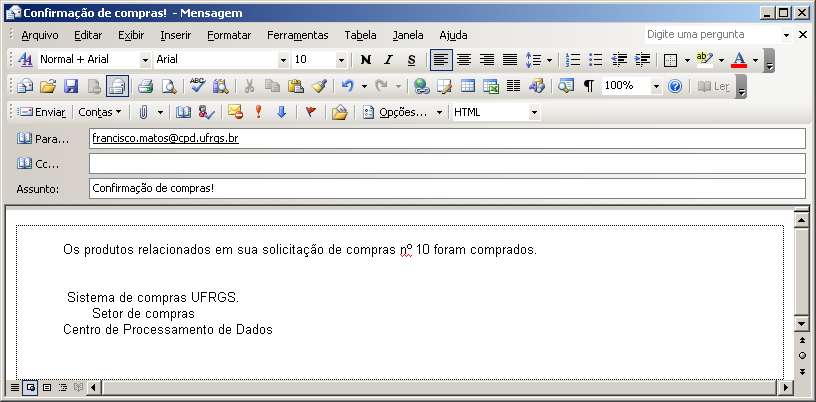 Confirmação de compras! - Mensagem
Arquivo Editar Exibir Inserir Formatar Ferramentas Tabela Janela Ajuda Digite uma pergunta
Normal + Arial Arial 10 N I S
100% Ler
Enviar Contas Opções... HTML
Para... francisco.matos@cpd.ufrgs.br
Cc...
Assunto: Confirmação de compras!
Os produtos relacionados em sua solicitação de compras nº 10 foram comprados.
Sistema de compras UFRGS.
Setor de compras
Centro de Processamento de Dados